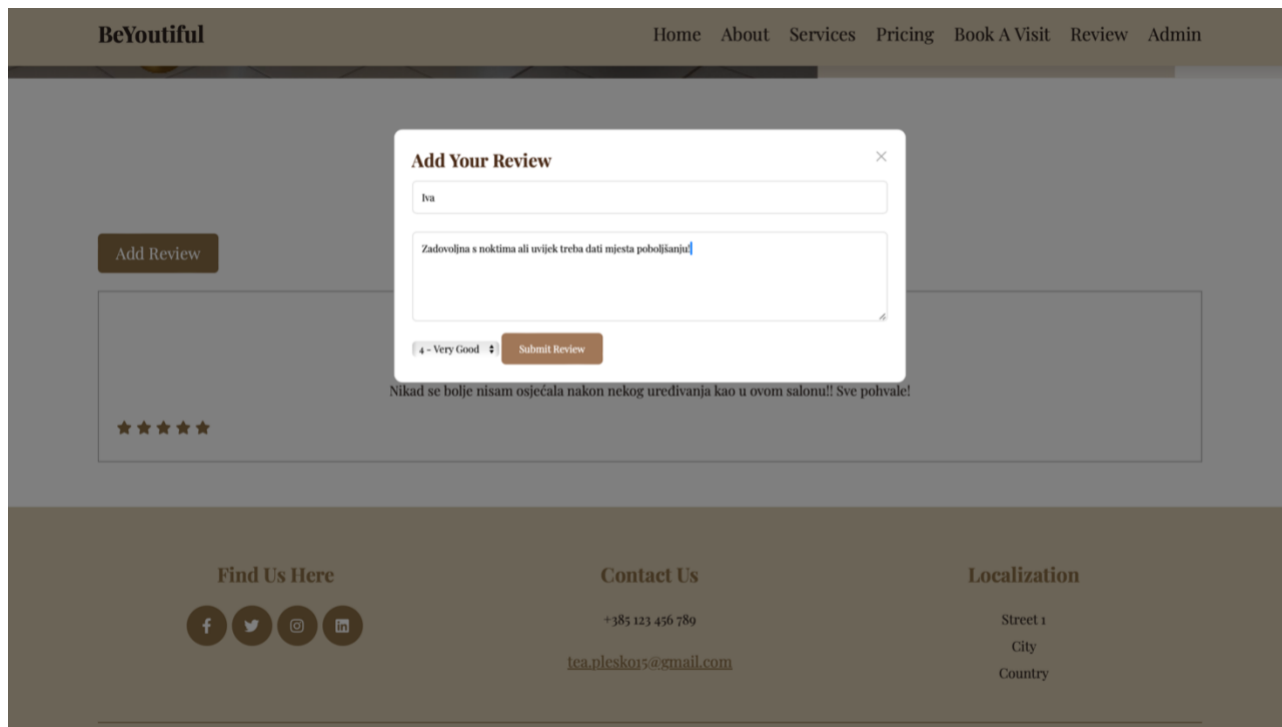 BeYoutiful
Home About Services Pricing Book A Visit Review Admin
Add Your Review
×
Iva
Zadovoljna s noktima ali uvijek treba dati mjesta poboljšanju!
4 - Very Good
Submit Review
Add Review
Nikad se bolje nisam osjećala nakon nekog uređivanja kao u ovom salonu!! Sve pohvale!
Find Us Here
Contact Us
+385 123 456 789
tea.plesko15@gmail.com
Localization
Street 1
City
Country